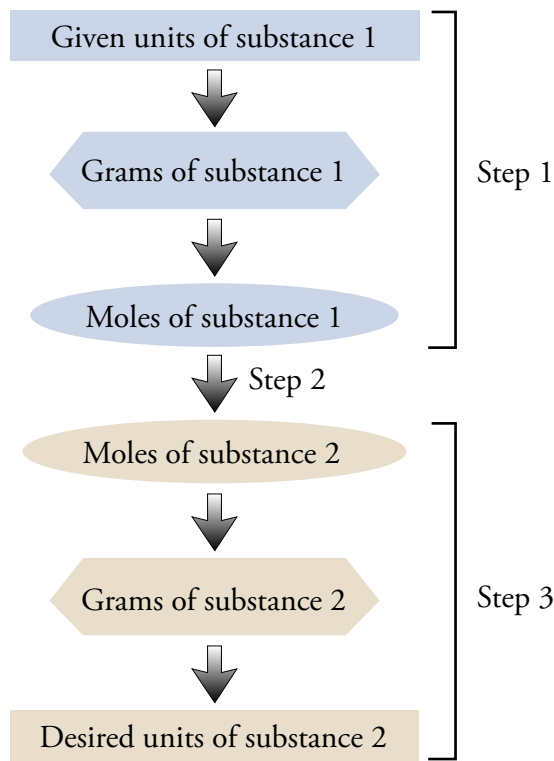 Given units of substance 1
Grams of substance 1
Step 1
Moles of substance 1
Step 2
Moles of substance 2
Grams of substance 2
Step 3
Desired units of substance 2